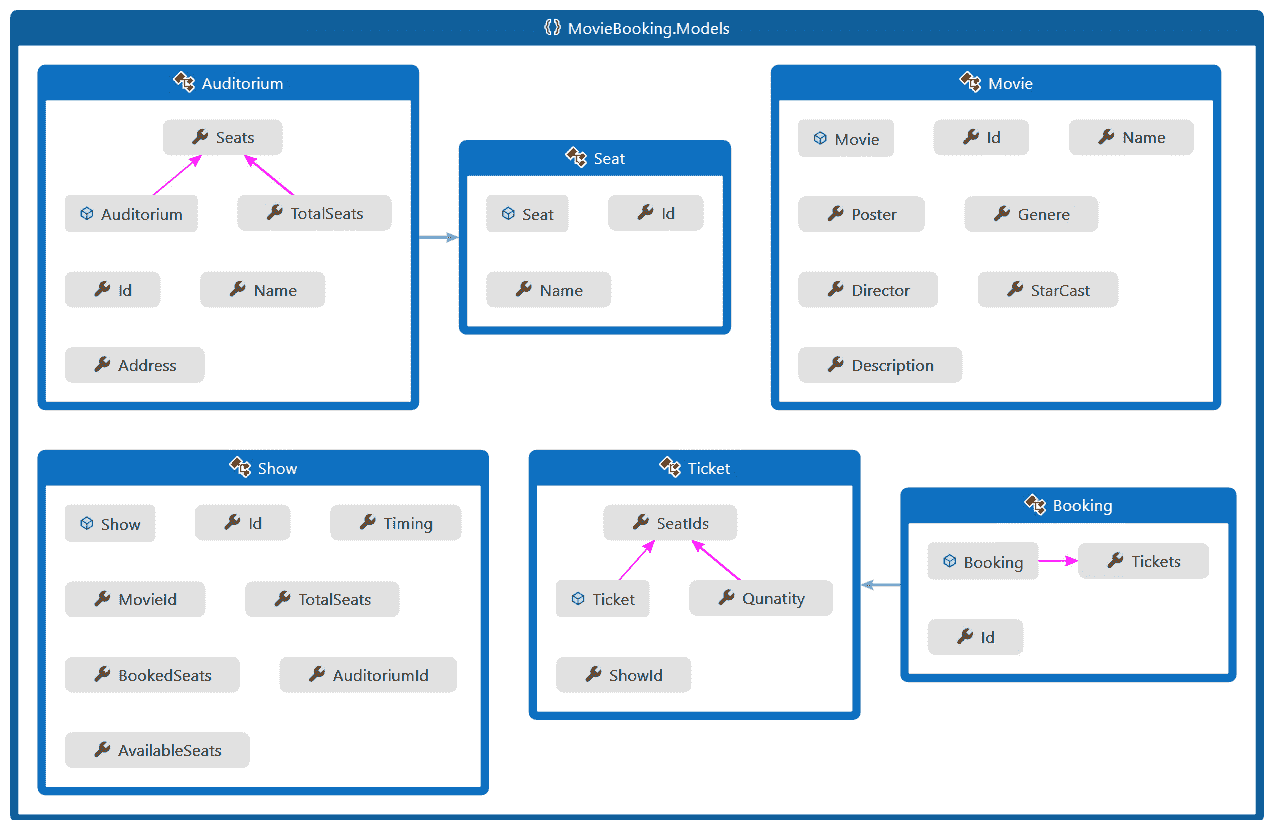 MovieBooking.Models
Auditorium
Seats
Auditorium
TotalSeats
Id
Name
Address
Seat
Seat
Id
Name
Movie
Movie
Id
Name
Poster
Genere
Director
StarCast
Description
Show
Show
Id
Timing
MovieId
TotalSeats
BookedSeats
AuditoriumId
AvailableSeats
Ticket
SeatIds
Ticket
Qunatity
ShowId
Booking
Booking
Tickets
Id